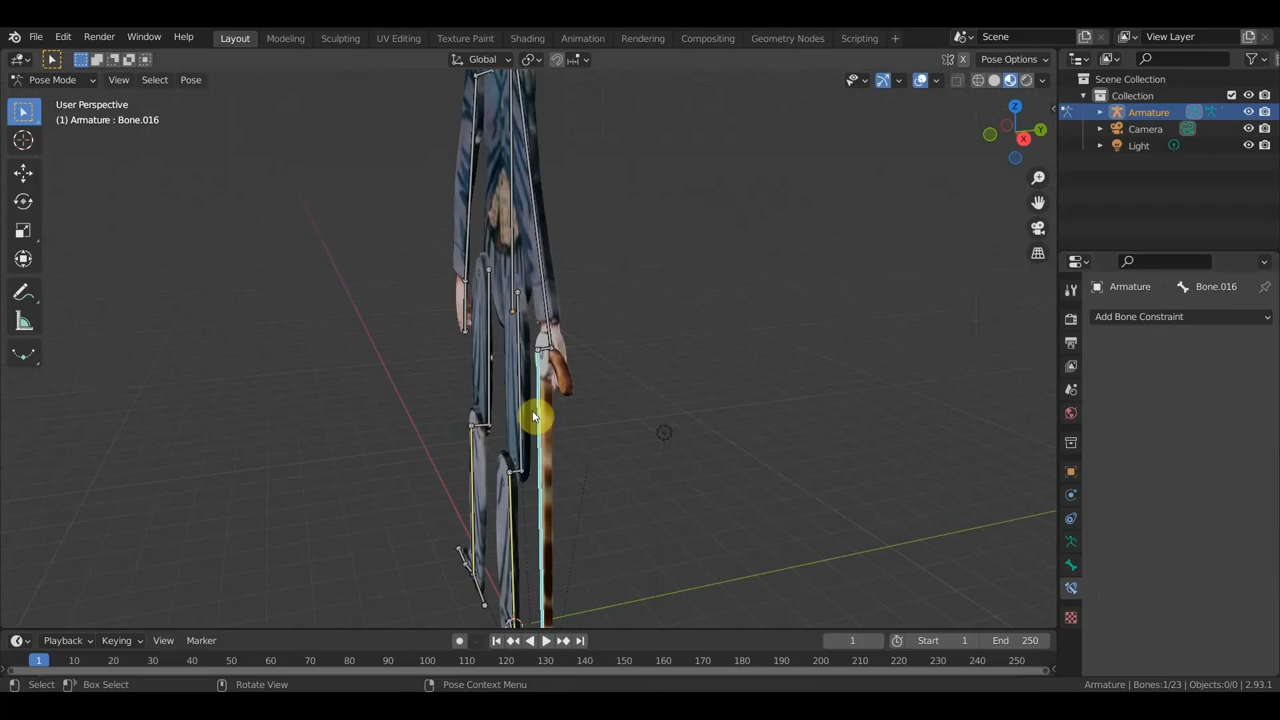 File Edit Render Window Help Layout Modeling Sculpting UV Editing Texture Paint Shading Animation Rendering Compositing Geometry Nodes Scripting + Scene View Layer
Global X Pose Options
Pose Mode View Select Pose
User Perspective
(1) Armature : Bone.016
Z
Y
X
Scene Collection
Collection
Armature
Camera
Light
Armature Bone.016
Add Bone Constraint
Playback Keying View Marker 1 Start 1 End 250
1 10 20 30 40 50 60 70 80 90 100 110 120 130 140 150 160 170 180 190 200 210 220 230 240 250
Select Box Select Rotate View Pose Context Menu Armature | Bones:1/23 | Objects:0/0 | 2.93.1